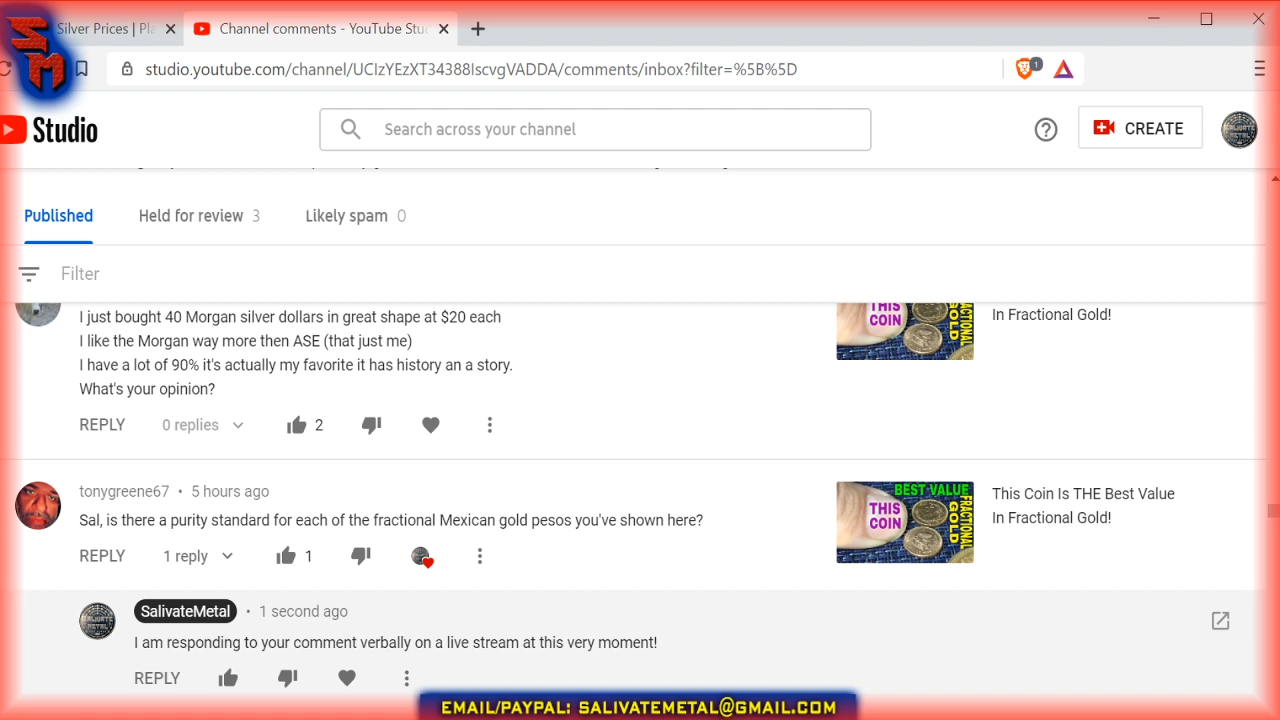 Silver Prices | Pla
Channel comments - YouTube Stu
SM
studio.youtube.com/channel/UCIzYEzXT34388IscvgVADDA/comments/inbox?filter=%5B%5D
1
Studio
Search across your channel
CREATE
Published
Held for review 3
Likely spam 0
Filter
I just bought 40 Morgan silver dollars in great shape at $20 each
I like the Morgan way more then ASE (that just me)
I have a lot of 90% it's actually my favorite it has history an a story.
What's your opinion?
THIS
COIN
GOLD
In Fractional Gold!
REPLY 0 replies 2
tonygreene67 • 5 hours ago
Sal, is there a purity standard for each of the fractional Mexican gold pesos you've shown here?
REPLY 1 reply 1
BEST VALUE
THIS
COIN
FRACTIONAL
GOLD
This Coin Is THE Best Value
In Fractional Gold!
SalivateMetal • 1 second ago
I am responding to your comment verbally on a live stream at this very moment!
REPLY
EMAIL/PAYPAL: SALIVATEMETAL@GMAIL.COM